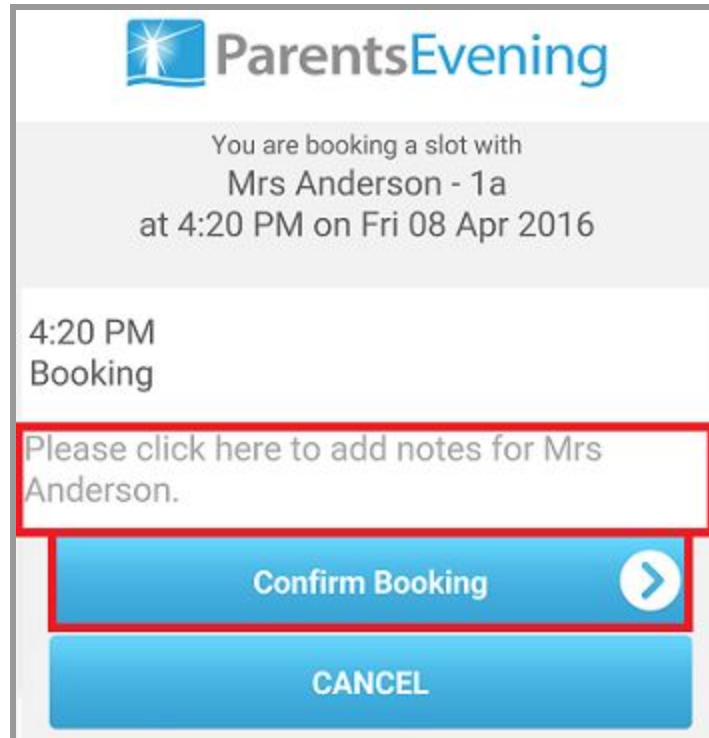 ParentsEvening
You are booking a slot with
Mrs Anderson - 1a
at 4:20 PM on Fri 08 Apr 2016
4:20 PM
Booking
Please click here to add notes for Mrs
Anderson.
Confirm Booking
CANCEL